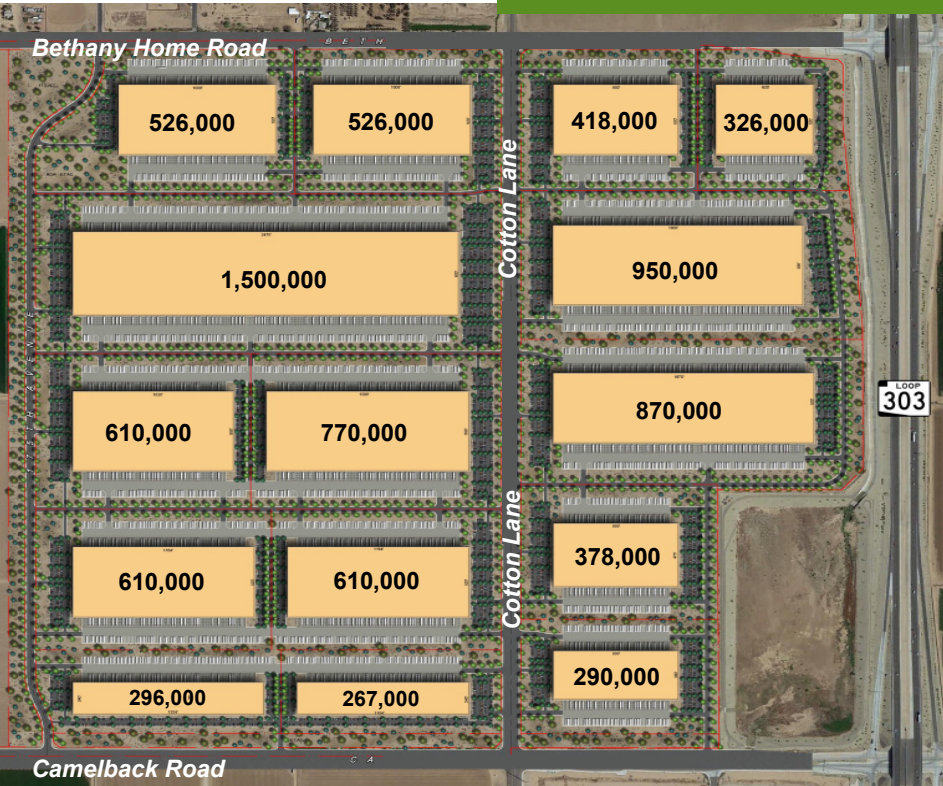 Bethany Home Road
B E T H
526,000
526,000
418,000
326,000
Cotton Lane
1,500,000
950,000
610,000
770,000
870,000
LOOP
303
Cotton Lane
378,000
610,000
610,000
290,000
296,000
267,000
Camelback Road
C A